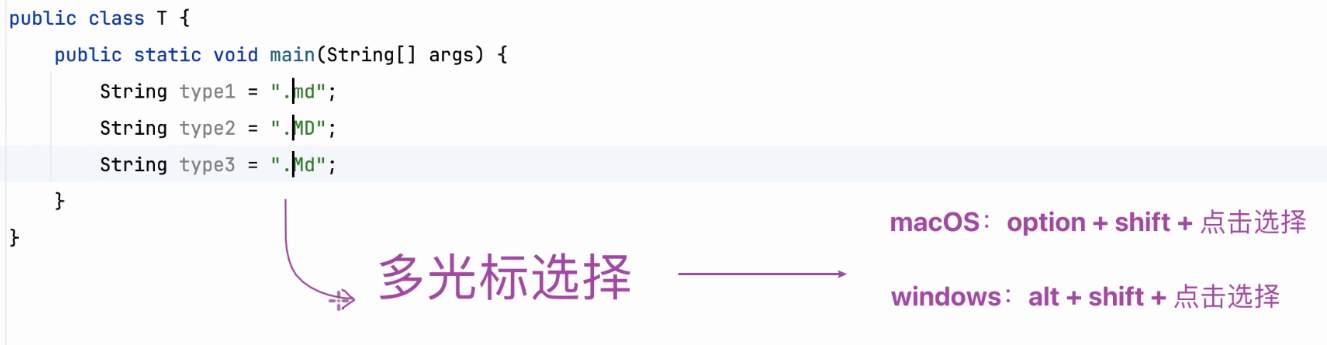 public class T {
public static void main(String[] args) {
String type1 = ".md";
String type2 = ".MD";
String type3 = ".Md";
}
}
多光标选择
macOS：option + shift + 点击选择
windows：alt + shift + 点击选择